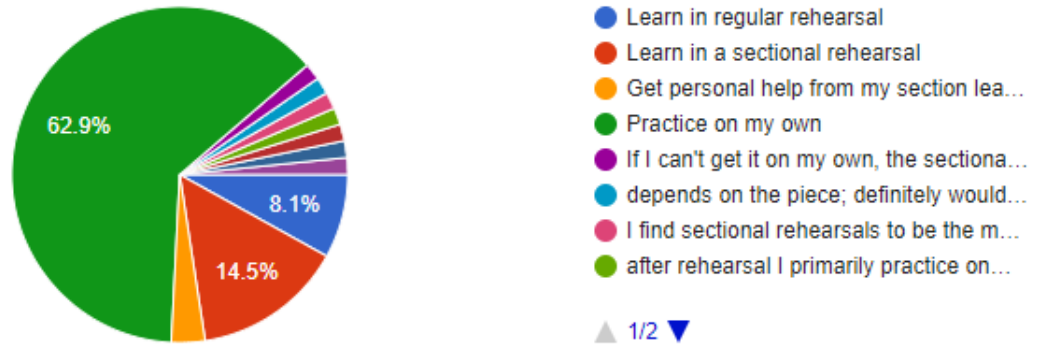 62.9%
8.1%
14.5%
Learn in regular rehearsal
Learn in a sectional rehearsal
Get personal help from my section lea...
Practice on my own
If I can't get it on my own, the sectiona...
depends on the piece; definitely would...
I find sectional rehearsals to be the m...
after rehearsal I primarily practice on...
1/2